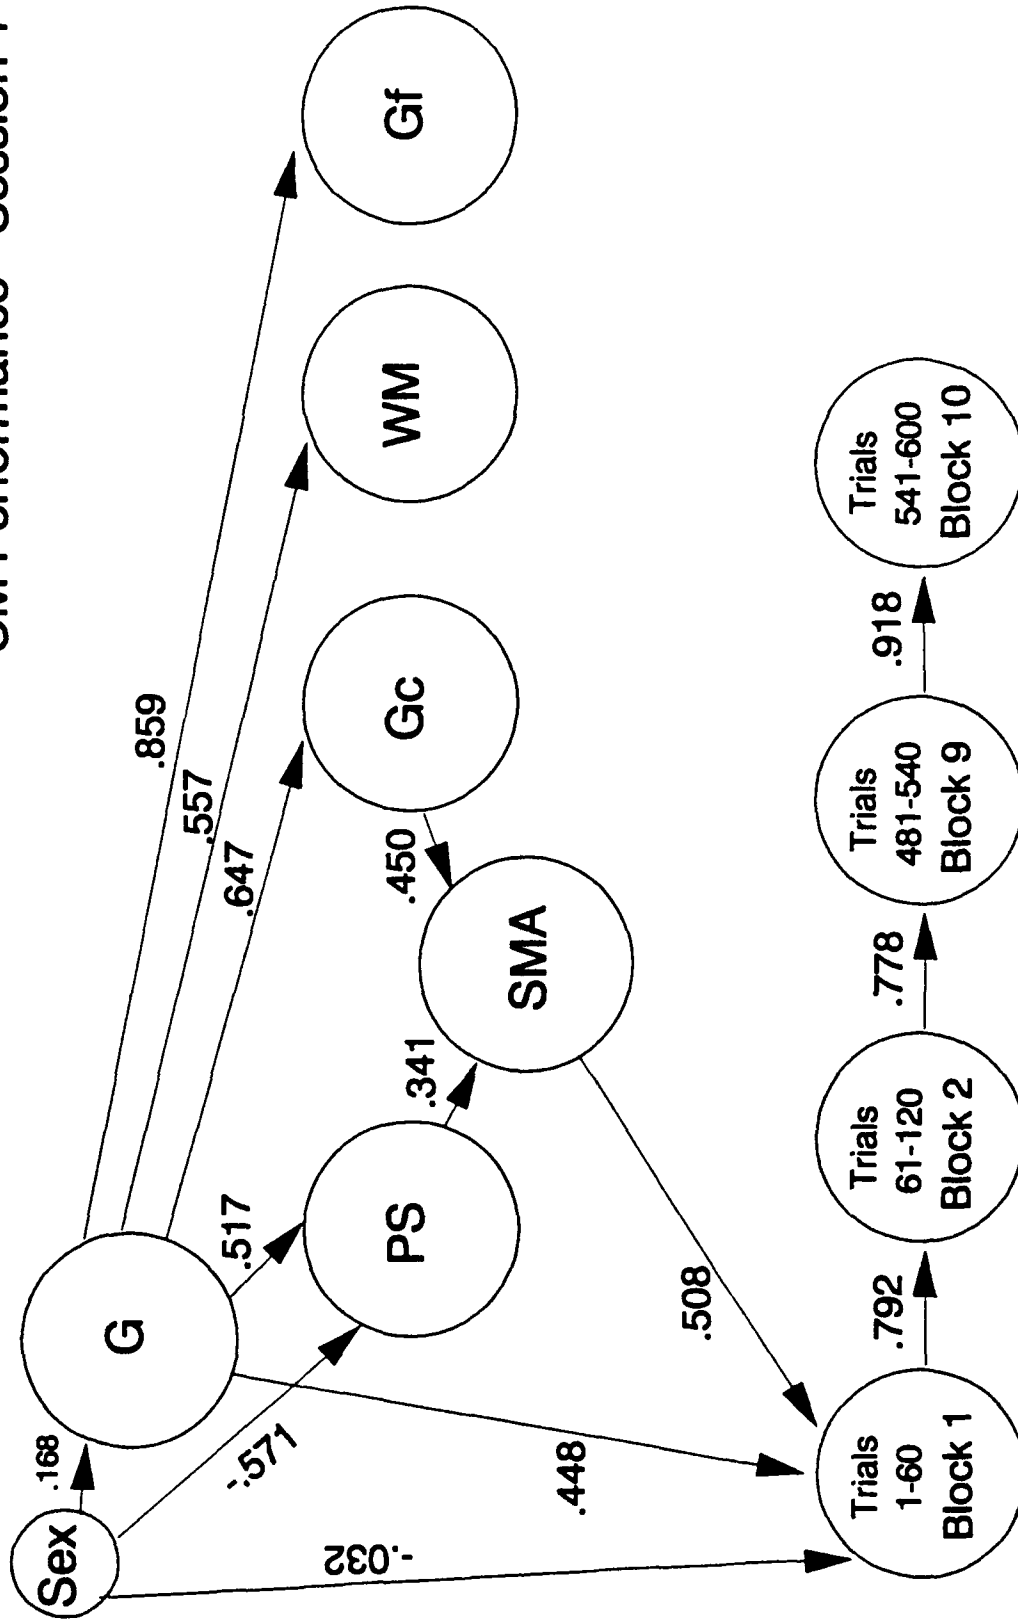 Performance
Session
Sex
.168
G
.859
.557
.647
.517
-.571
-.032
.448
PS
.341
SMA
.450
Gc
WM
Gf
.508
Trials
1-60
Block 1
.792
Trials
61-120
Block 2
.778
Trials
481-540
Block 9
.918
Trials
541-600
Block 10